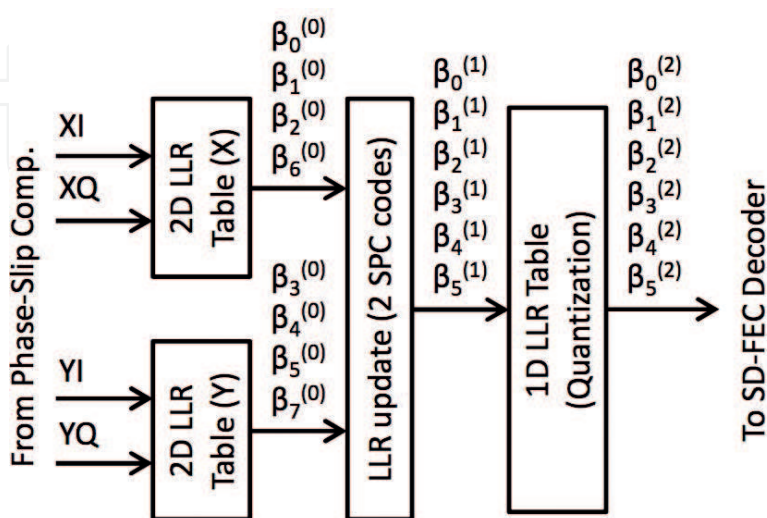 From Phase-Slip Comp.
XI
XQ
YI
YQ
2D LLR
Table (X)
2D LLR
Table (Y)
β₀⁽⁰⁾
β₁⁽⁰⁾
β₂⁽⁰⁾
β₆⁽⁰⁾
β₃⁽⁰⁾
β₄⁽⁰⁾
β₅⁽⁰⁾
β₇⁽⁰⁾
LLR update (2 SPC codes)
β₀⁽¹⁾
β₁⁽¹⁾
β₂⁽¹⁾
β₃⁽¹⁾
β₄⁽¹⁾
β₅⁽¹⁾
1D LLR Table
(Quantization)
β₀⁽²⁾
β₁⁽²⁾
β₂⁽²⁾
β₃⁽²⁾
β₄⁽²⁾
β₅⁽²⁾
To SD-FEC Decoder